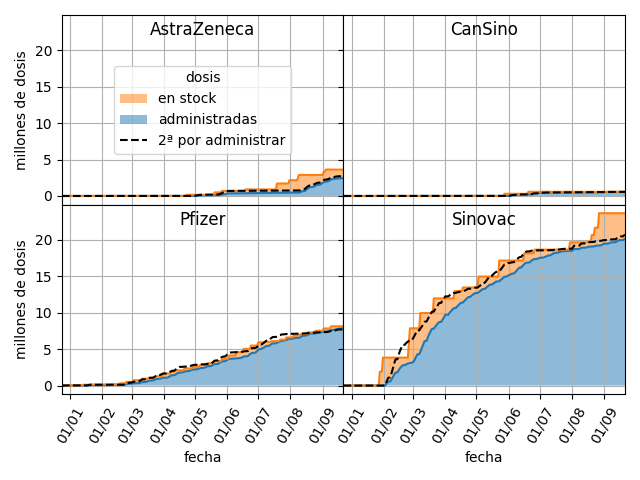 AstraZeneca
CanSino
millones de dosis
20
15
10
5
0
dosis
en stock
administradas
2ª por administrar
Pfizer
Sinovac
millones de dosis
20
15
10
5
0
01/01 01/02 01/03 01/04 01/05 01/06 01/07 01/08 01/09
01/01 01/02 01/03 01/04 01/05 01/06 01/07 01/08 01/09
fecha
fecha